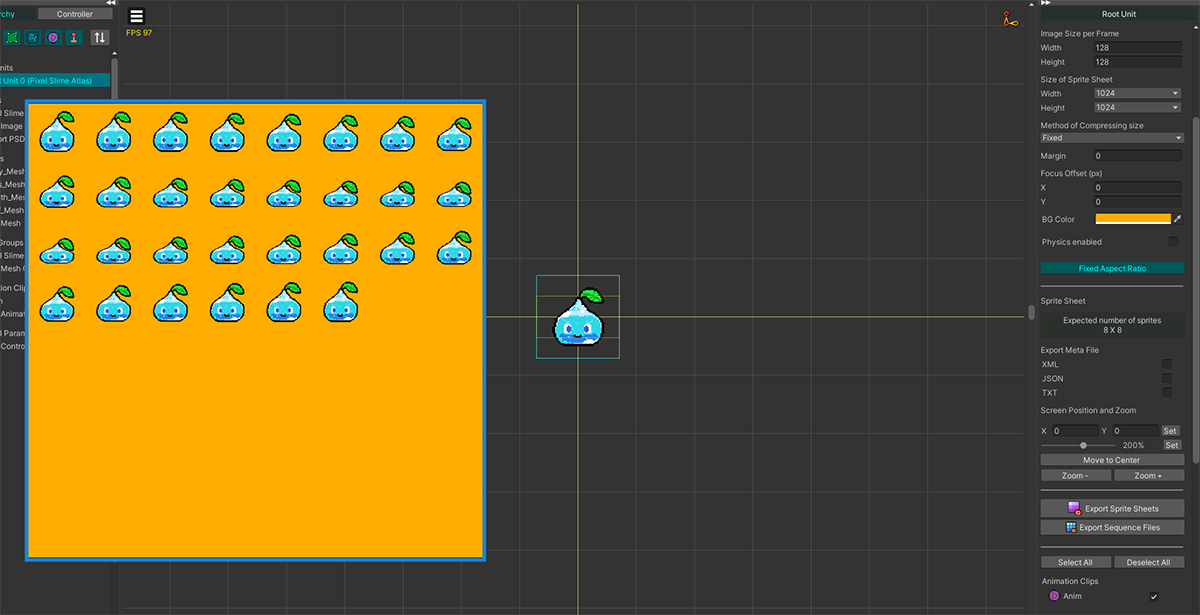 rchy
Controller
FPS 97
nits
t Unit 0 (Pixel Slime Atlas)
s
l Slime
Image
ort PSD
s
y_Mesh
s_Mesh
th_Mes
f_Mesh
Mesh
Groups
l Slime
Mesh G
tion Clip
n
Animat
l Param
Contro
Root Unit
Image Size per Frame
Width 128
Height 128
Size of Sprite Sheet
Width 1024
Height 1024
Method of Compressing size
Fixed
Margin 0
Focus Offset (px)
X 0
Y 0
BG Color
Physics enabled
Fixed Aspect Ratio
Sprite Sheet
Expected number of sprites
8 X 8
Export Meta File
XML
JSON
TXT
Screen Position and Zoom
X 0 Y 0 Set
200% Set
Move to Center
Zoom - Zoom +
Export Sprite Sheets
Export Sequence Files
Select All Deselect All
Animation Clips
Anim